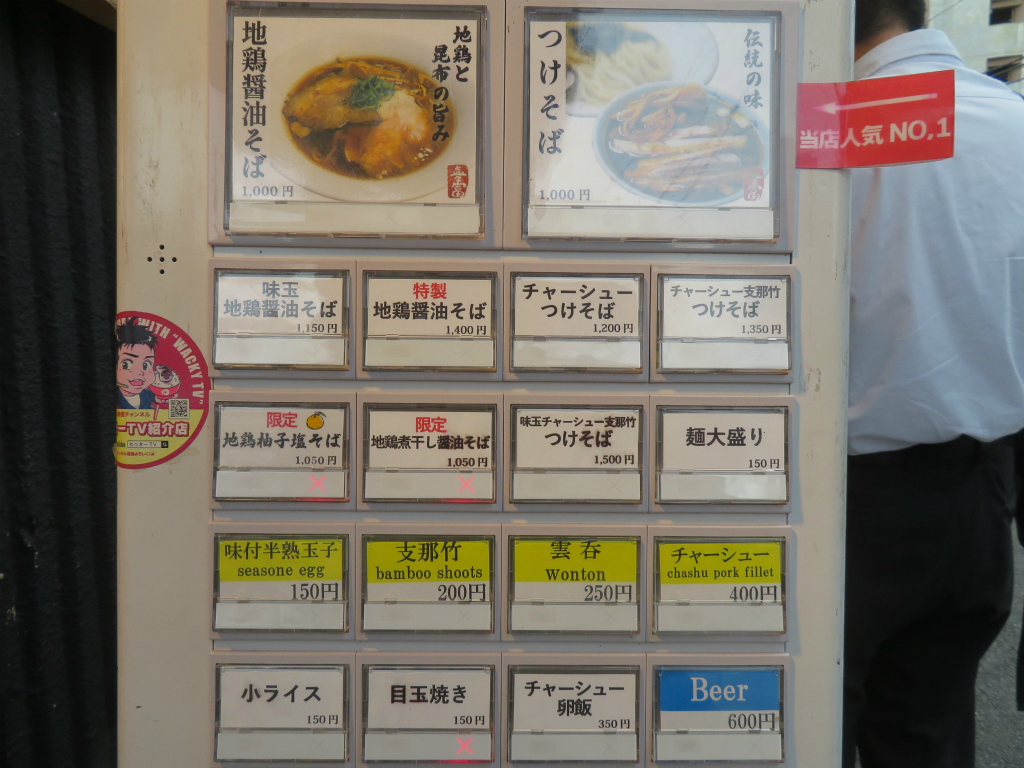 地鶏醤油そば
地鶏と
昆布の旨み
1,000円
つけそば
伝統の味
1,000円
当店人気NO,1
味玉
地鶏醤油そば
1,150円
特製
地鶏醤油そば
1,400円
チャーシュー
つけそば
1,200円
チャーシュー支那竹
つけそば
1,350円
限定
地鶏柚子塩そば
1,050円
×
限定
地鶏煮干し醤油そば
1,050円
×
味玉チャーシュー支那竹
つけそば
1,500円
麺大盛り
150円
WITH "WACKY TV"
ーTV紹介店
味付半熟玉子
seasone egg
150円
支那竹
bamboo shoots
200円
雲呑
Wonton
250円
チャーシュー
chashu pork fillet
400円
小ライス
150円
目玉焼き
150円
×
チャーシュー
卵飯
350円
Beer
600円